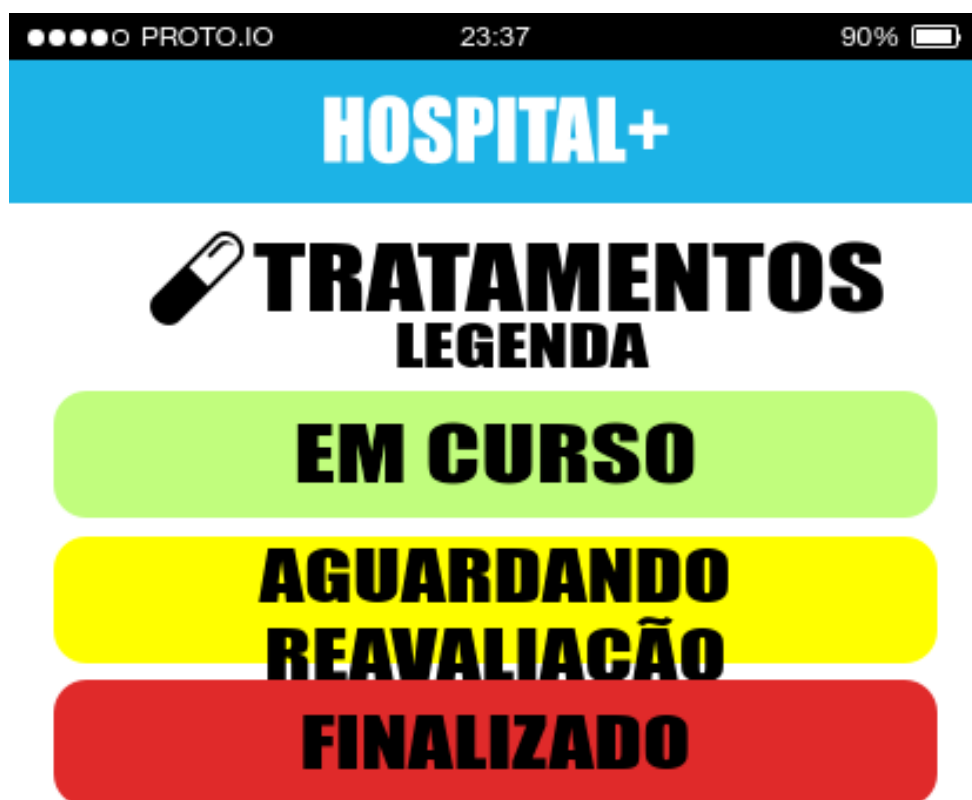 PROTO.IO 23:37 90%
HOSPITAL+
TRATAMENTOS
LEGENDA
EM CURSO
AGUARDANDO
REAVALIAÇÃO
FINALIZADO